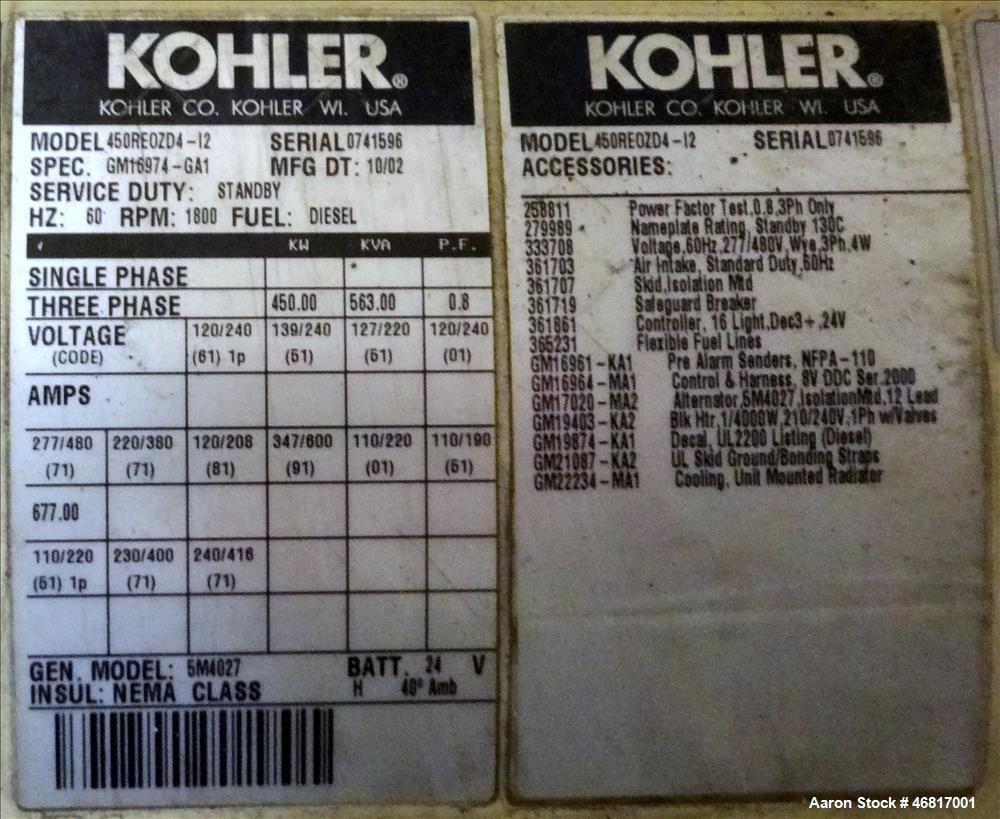 KOHLER®
KOHLER CO. KOHLER WI. USA
MODEL 450REOZD4-I2 SERIAL 0741596
SPEC. GM16974-GA1 MFG DT: 10/02
SERVICE DUTY: STANDBY
HZ: 60 RPM: 1800 FUEL: DIESEL
KW KVA P.F.
SINGLE PHASE
THREE PHASE 450.00 563.00 0.8
VOLTAGE 120/240 139/240 127/220 120/240
(CODE) (61) 1p (51) (61) (01)
AMPS
277/480 220/380 120/208 347/600 110/220 110/190
(71) (71) (81) (91) (01) (61)
677.00
110/220 230/400 240/416
(61) 1p (71) (71)
GEN. MODEL: 5M4027 BATT. 24 V
INSUL: NEMA CLASS H 40° Amb
KOHLER®
KOHLER CO. KOHLER WI. USA
MODEL 450REOZD4-I2 SERIAL 0741596
ACCESSORIES:
258811 Power Factor Test,0.8,3Ph Only
279989 Nameplate Rating, Standby 130C
333708 Voltage,60Hz,277/480V,Wye,3Ph,4W
361703 Air Intake, Standard Duty,60Hz
361707 Skid,Isolation Mtd
361719 Safeguard Breaker
361861 Controller, 16 Light,Dec3+,24V
365231 Flexible Fuel Lines
GM16961-KA1 Pre Alarm Senders, NFPA-110
GM16964-MA1 Control & Harness, 8V DDC Ser.2000
GM17020-MA2 Alternator,5M4027,IsolationMtd,12 Lead
GM19403-KA2 Blk Htr,1/4000W,210/240V,1Ph w/Valves
GM19874-KA1 Decal, UL2200 Listing (Diesel)
GM21087-KA2 UL Skid Ground/Bonding Straps
GM22234-MA1 Cooling, Unit Mounted Radiator
Aaron Stock # 46817001